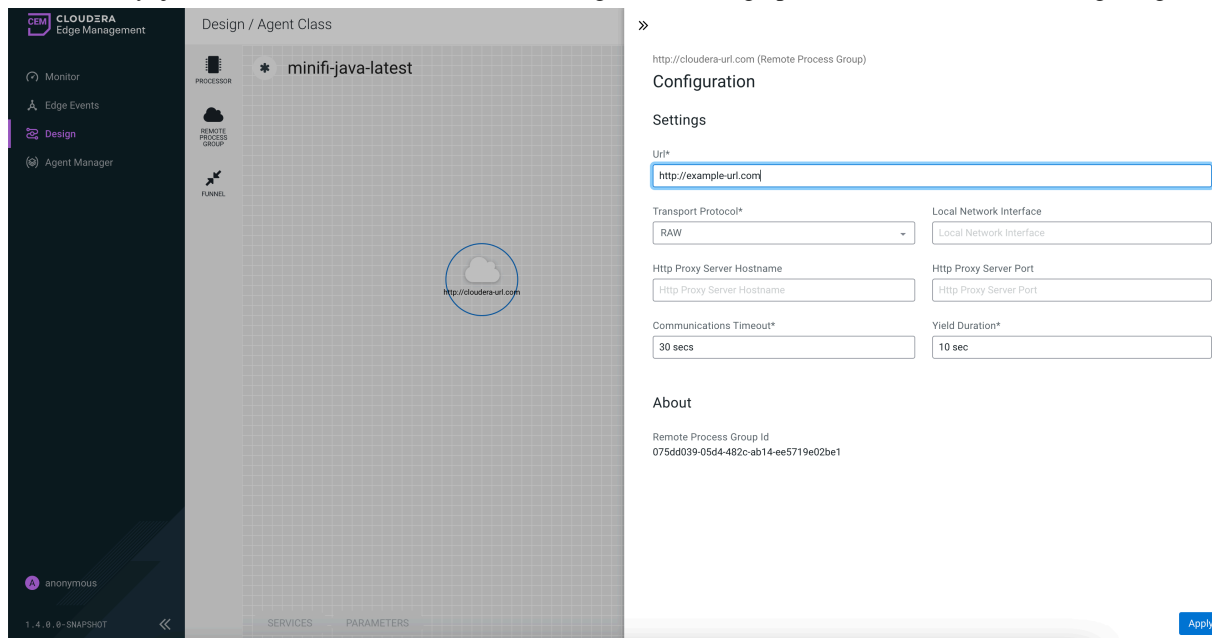 CEM CLOUDERA
Edge Management
Monitor
Edge Events
Design
Agent Manager
A anonymous
1.4.0.0-SNAPSHOT
Design / Agent Class
PROCESSOR
REMOTE
PROCESS
GROUP
FUNNEL
minifi-java-latest
http://cloudera-url.com
SERVICES PARAMETERS
http://cloudera-url.com (Remote Process Group)
Configuration
Settings
Url*
http://example-url.com
Transport Protocol* Local Network Interface
RAW Local Network Interface
Http Proxy Server Hostname Http Proxy Server Port
Http Proxy Server Hostname Http Proxy Server Port
Communications Timeout* Yield Duration*
30 secs 10 sec
About
Remote Process Group Id
075dd039-05d4-482c-ab14-ee5719e02be1
Apply